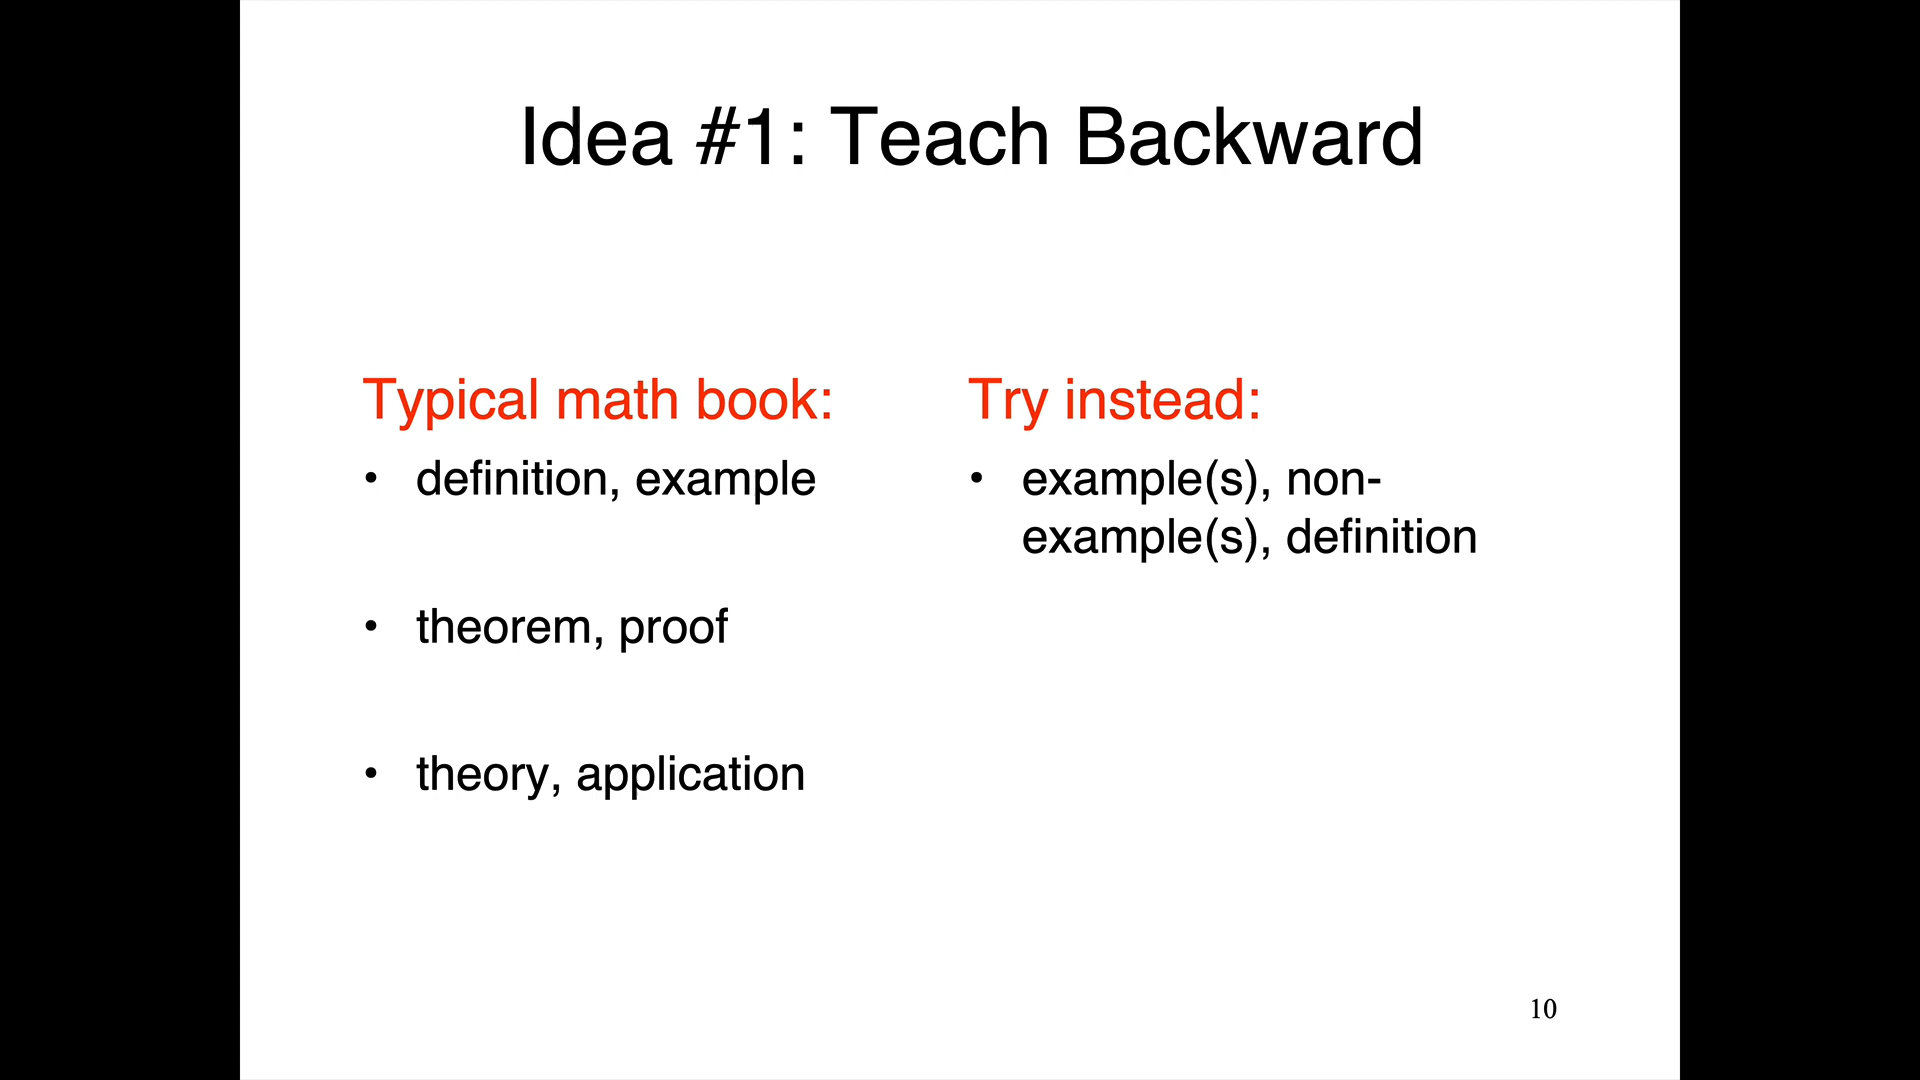 Idea #1: Teach Backward
Typical math book:
• definition, example
• theorem, proof
• theory, application
Try instead:
• example(s), non-
example(s), definition
10